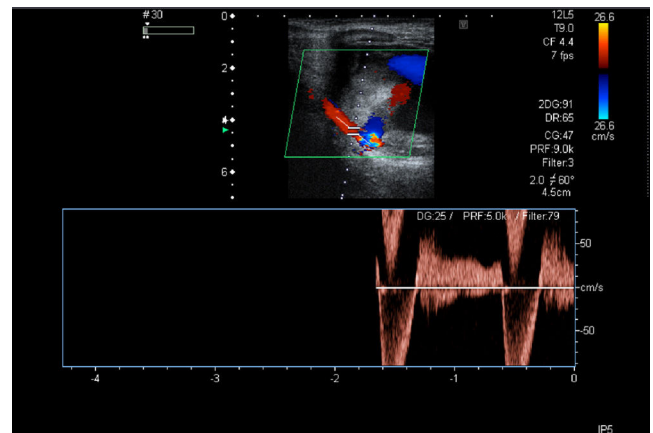 #30
0
2
4
6
12L5
T9.0
CF 4.4
7 fps
2DG:91
DR:65
CG:47
PRF:9.0k
Filter:3
2.0 ≠ 60°
4.5cm
26.6
26.6
cm/s
DG:25 / PRF:5.0k / Filter:79
50
cm/s
-50
-4
-3
-2
-1
0
IP5